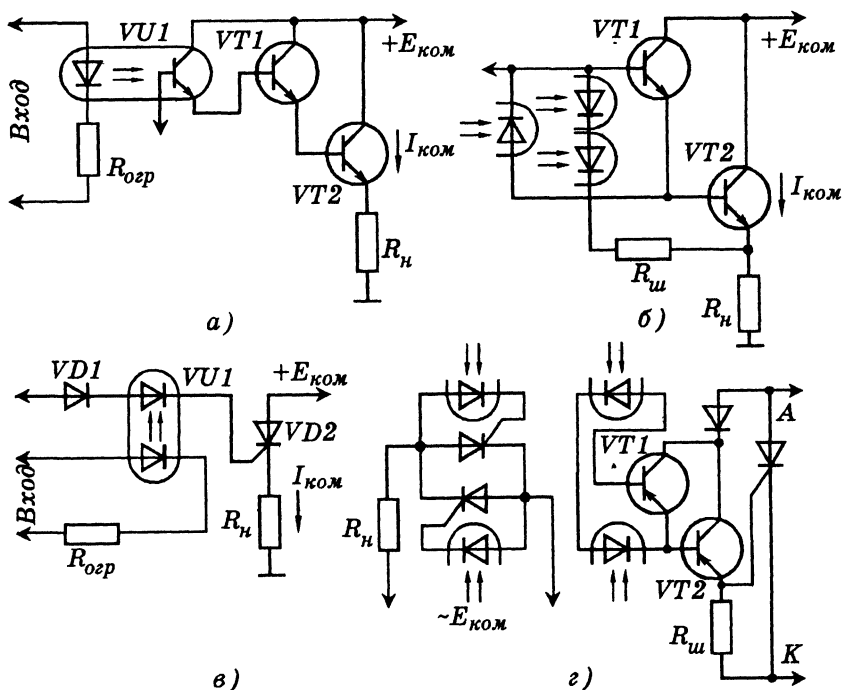 VU1 VT1 +Eком
Вход
Rогр
VT2 Iком
Rн
а)
VT1 +Eком
VT2
Iком
Rш
Rн
б)
VD1 VU1 +Eком
VD2
Вход
Iком
Rн
Rогр
в)
Rн
~Eком
VT1
A
VT2
Rш
K
г)